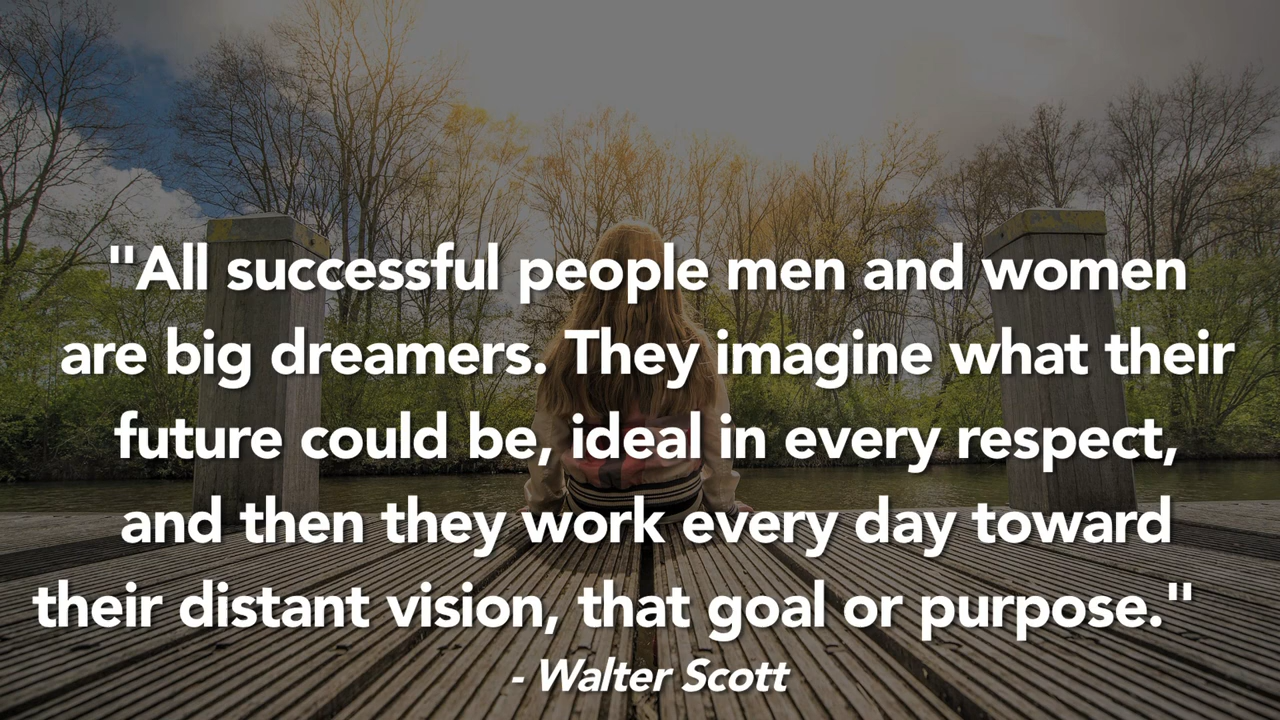 "All successful people men and women
are big dreamers. They imagine what their
future could be, ideal in every respect,
and then they work every day toward
their distant vision, that goal or purpose."
- Walter Scott